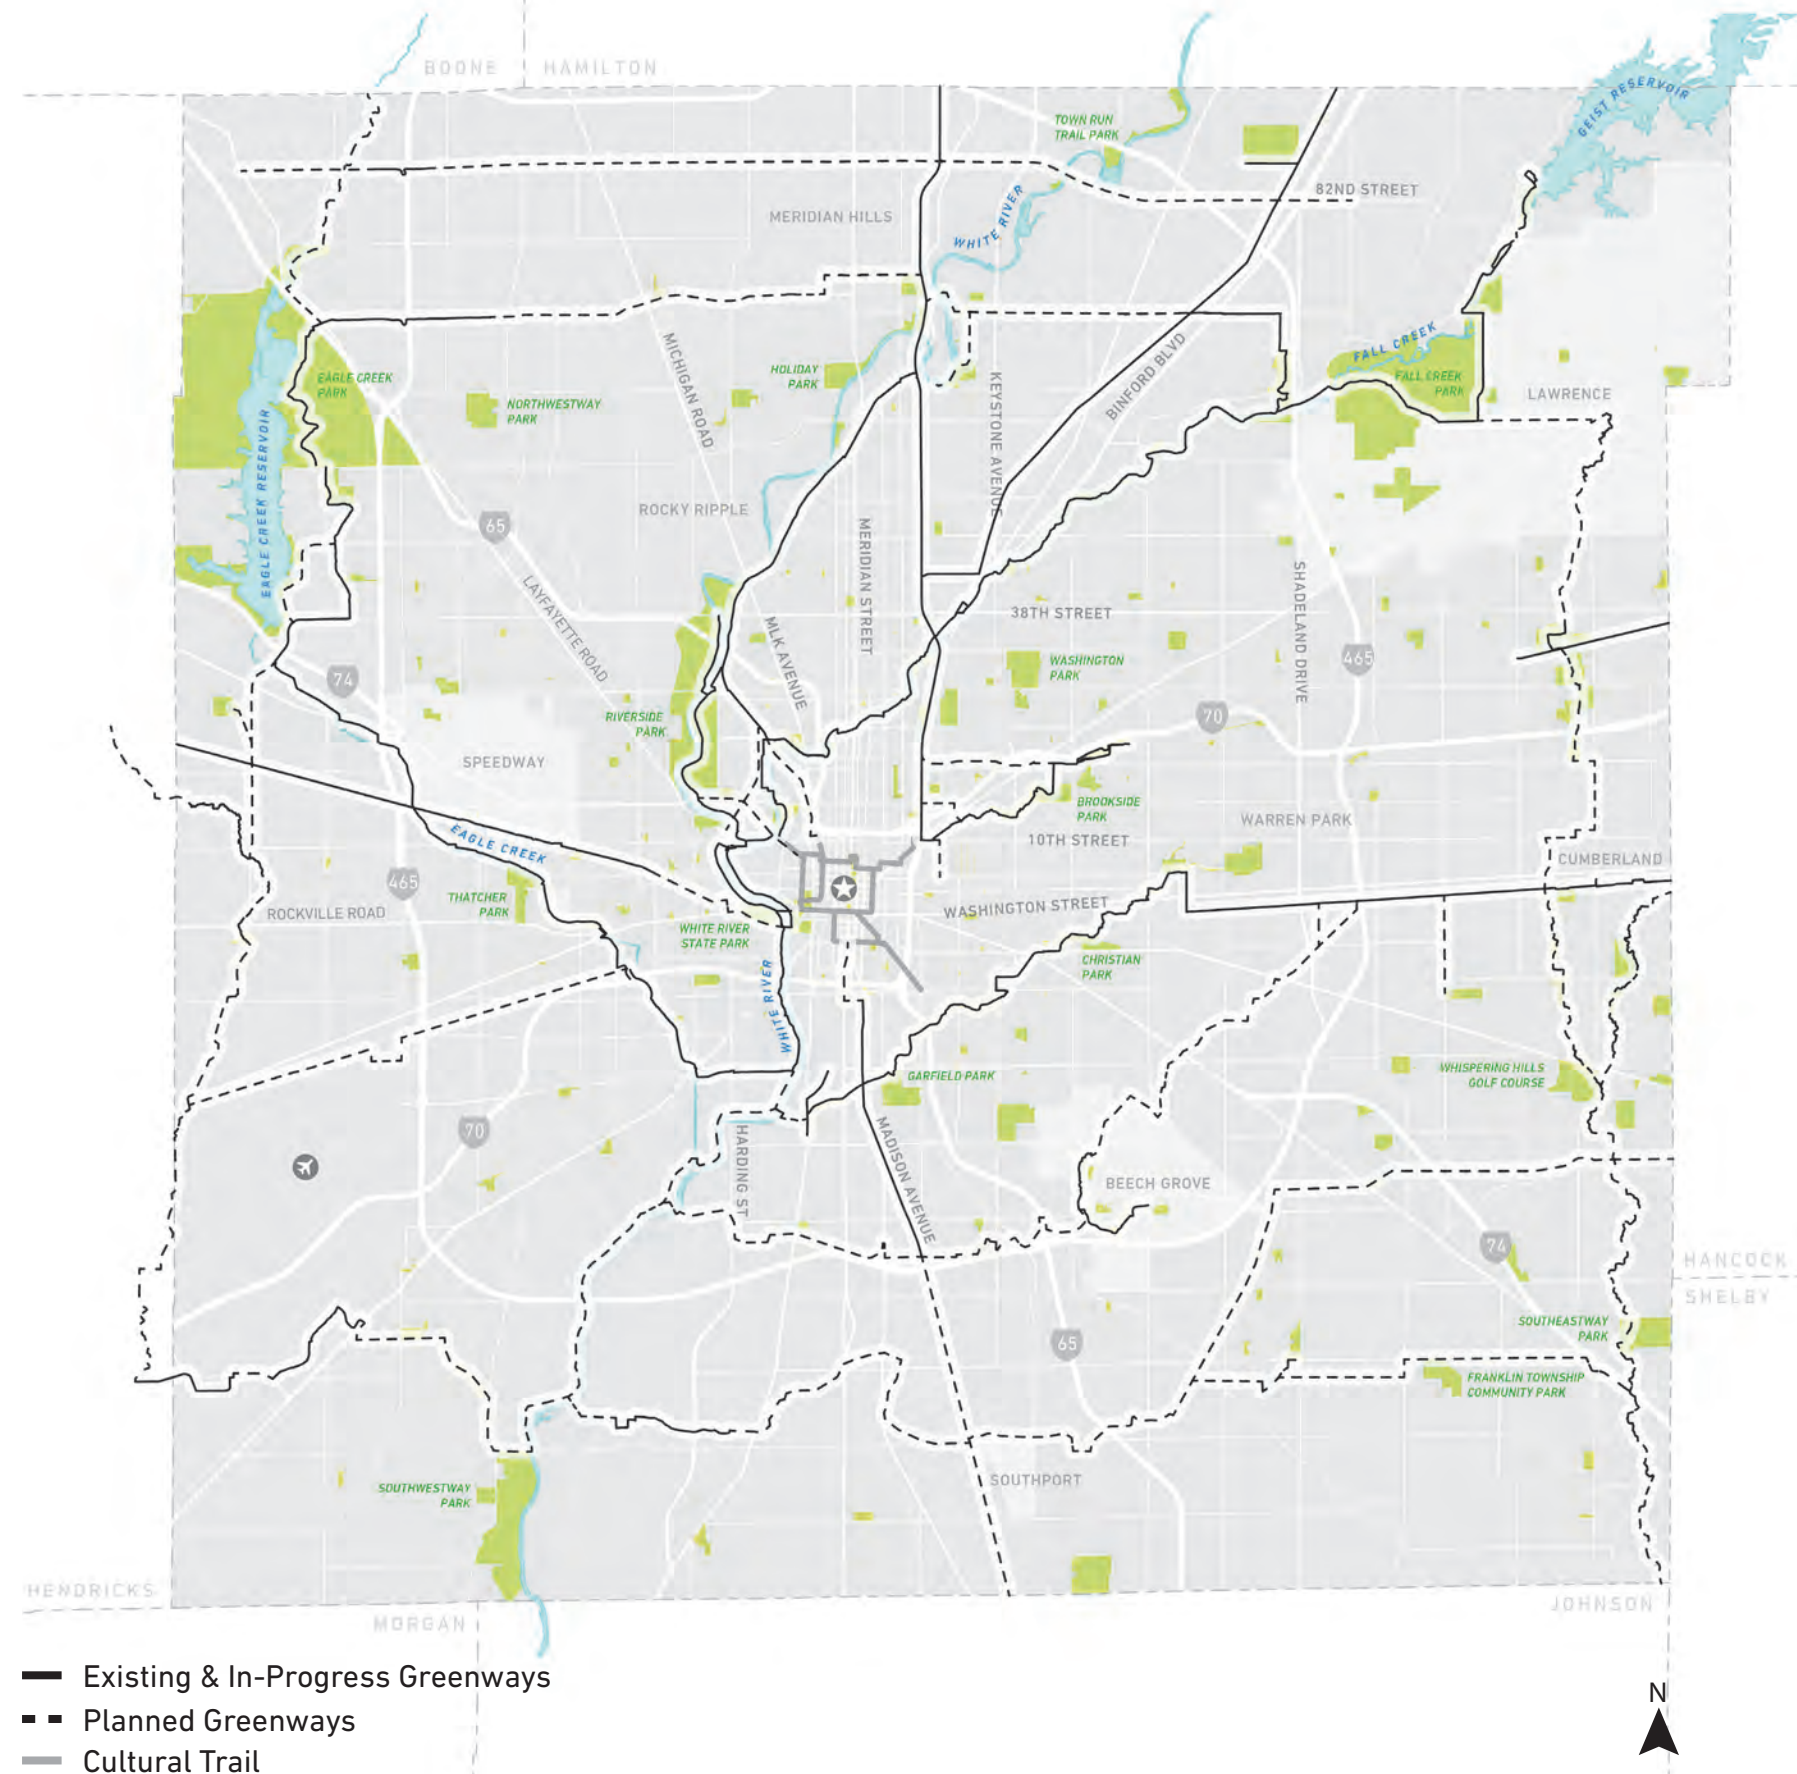 BOONE
HAMILTON
GEIST RESERVOIR
TOWN RUN
TRAIL PARK
82ND STREET
MERIDIAN HILLS
WHITE RIVER
FALL CREEK
FALL CREEK
PARK
LAWRENCE
EAGLE CREEK
PARK
NORTHWESTWAY
PARK
MICHIGAN ROAD
HOLIDAY
PARK
KEYSTONE AVENUE
BINFORD BLVD
EAGLE CREEK RESERVOIR
65
ROCKY RIPPLE
MERIDIAN STREET
LAYFAYETTE ROAD
MLK AVENUE
38TH STREET
SHADELAND DRIVE
465
WASHINGTON
PARK
74
RIVERSIDE
PARK
70
SPEEDWAY
BROOKSIDE
PARK
10TH STREET
WARREN PARK
EAGLE CREEK
CUMBERLAND
465
THATCHER
PARK
ROCKVILLE ROAD
WASHINGTON STREET
WHITE RIVER
STATE PARK
WHITE RIVER
CHRISTIAN
PARK
GARFIELD PARK
WHISPERING HILLS
GOLF COURSE
70
HARDING ST
MADISON AVENUE
BEECH GROVE
74
HANCOCK
SHELBY
SOUTHEASTWAY
PARK
65
FRANKLIN TOWNSHIP
COMMUNITY PARK
SOUTHWESTWAY
PARK
SOUTHPORT
HENDRICKS
MORGAN
JOHNSON
Existing & In-Progress Greenways
Planned Greenways
Cultural Trail
N